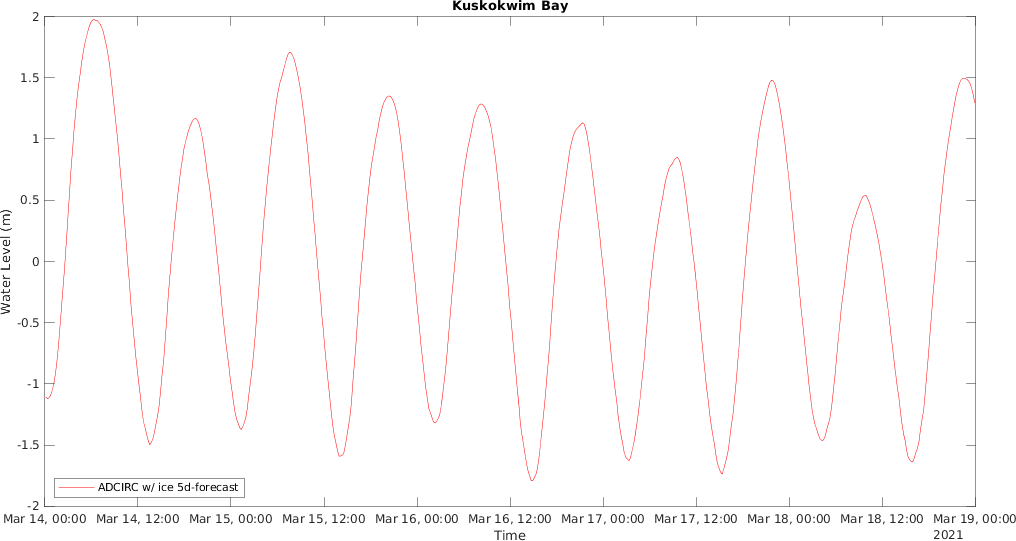 Kuskokwim Bay
2
1.5
1
0.5
0
-0.5
-1
-1.5
-2
Water Level (m)
ADCIRC w/ ice 5d-forecast
Mar 14, 00:00 Mar 14, 12:00 Mar 15, 00:00 Mar 15, 12:00 Mar 16, 00:00 Mar 16, 12:00 Mar 17, 00:00 Mar 17, 12:00 Mar 18, 00:00 Mar 18, 12:00 Mar 19, 00:00
Time
2021